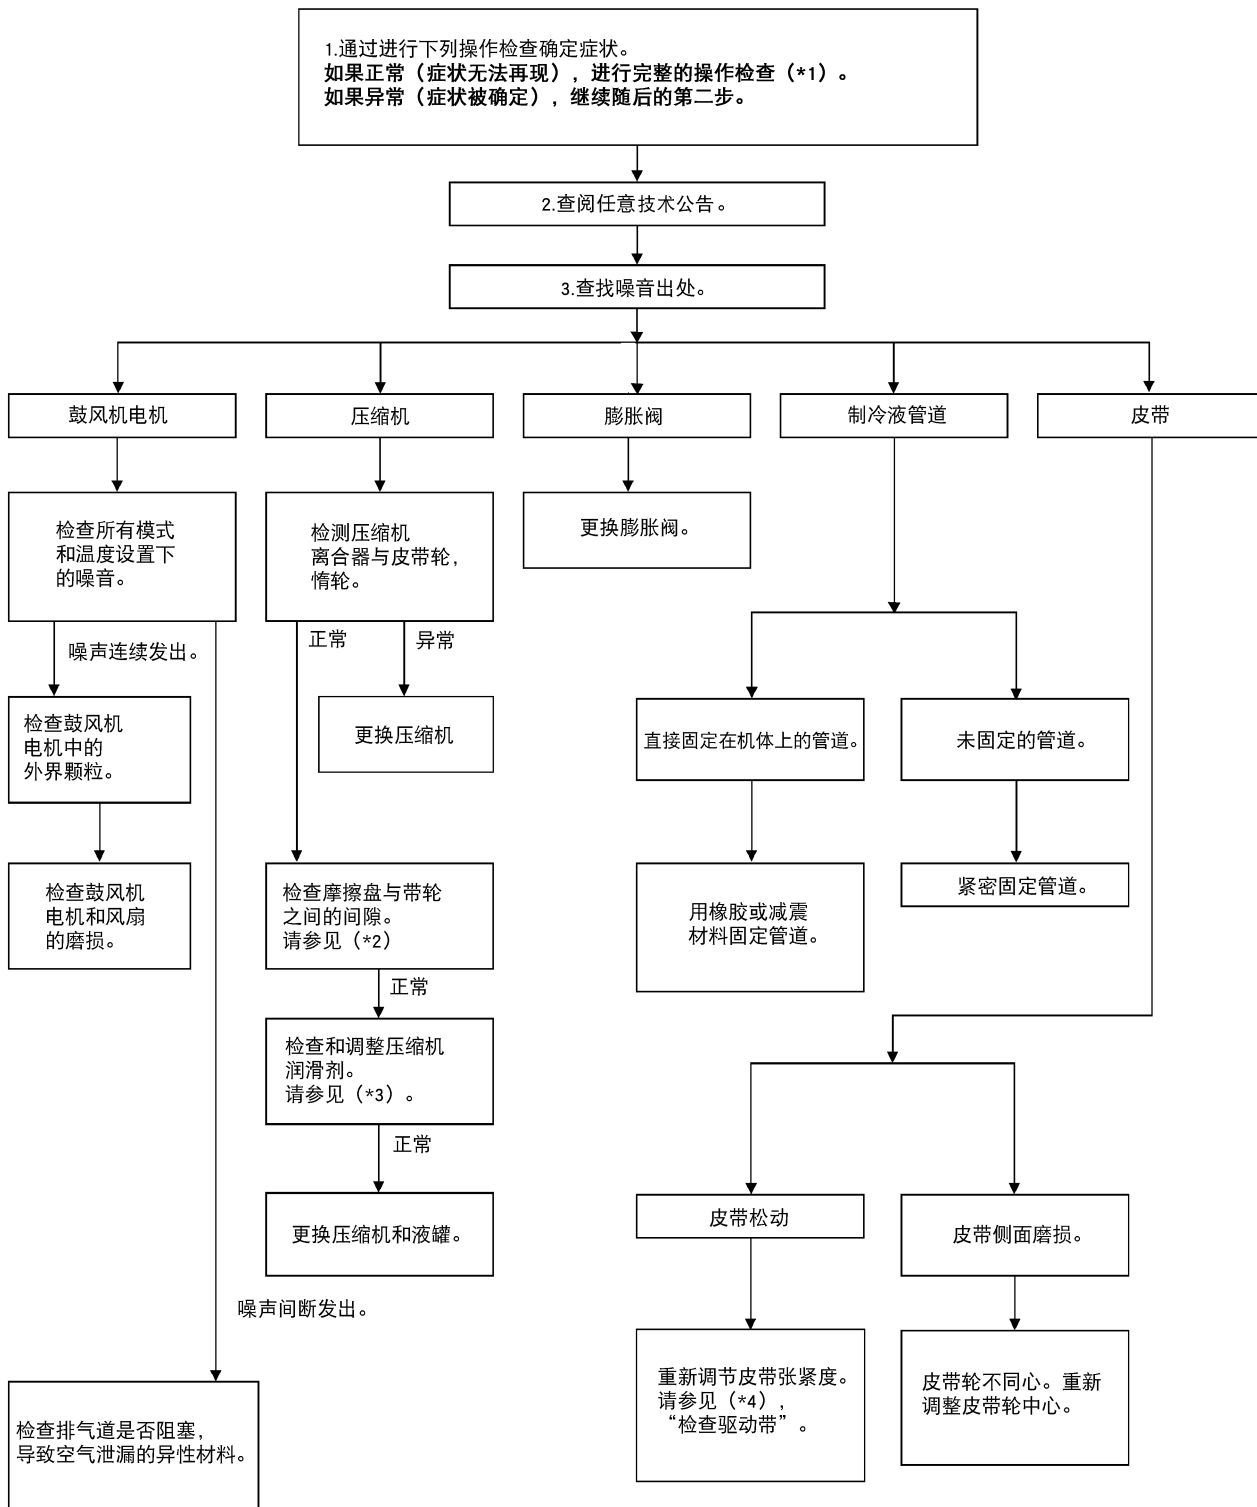 1.通过进行下列操作检查确定症状。
如果正常（症状无法再现），进行完整的操作检查（*1）。
如果异常（症状被确定），继续随后的第二步。
2.查阅任意技术公告。
3.查找噪音出处。
鼓风机电机
压缩机
膨胀阀
制冷液管道
皮带
检查所有模式
和温度设置下
的噪音。
检测压缩机
离合器与皮带轮，
惰轮。
更换膨胀阀。
噪声连续发出。
正常
异常
检查鼓风机
电机中的
外界颗粒。
更换压缩机
直接固定在机体上的管道。
未固定的管道。
检查鼓风机
电机和风扇
的磨损。
检查摩擦盘与带轮
之间的间隙。
请参见（*2）
用橡胶或减震
材料固定管道。
紧密固定管道。
正常
检查和调整压缩机
润滑剂。
请参见（*3）。
正常
更换压缩机和液罐。
皮带松动
皮带侧面磨损。
噪声间断发出。
重新调节皮带张紧度。
请参见（*4），
“检查驱动带”。
皮带轮不同心。重新
调整皮带轮中心。
检查排气道是否阻塞，
导致空气泄漏的异性材料。